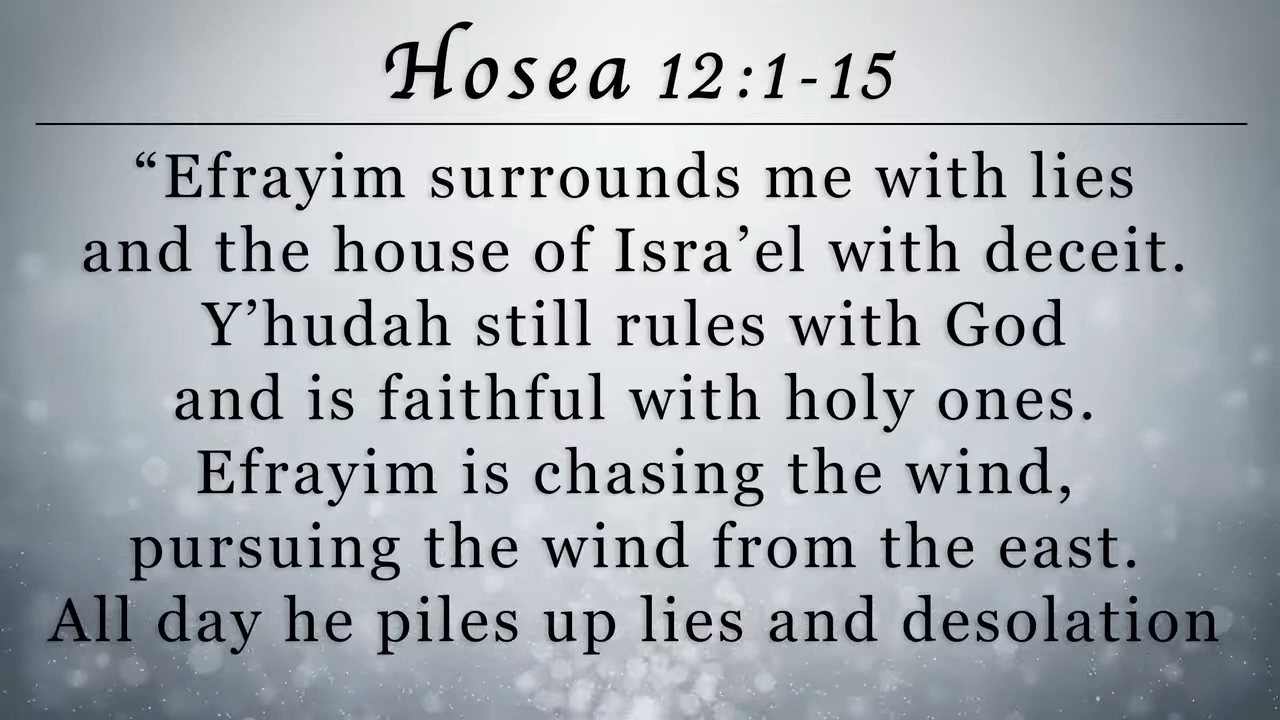 Hosea 12:1-15
“Efrayim surrounds me with lies
and the house of Isra’el with deceit.
Y’hudah still rules with God
and is faithful with holy ones.
Efrayim is chasing the wind,
pursuing the wind from the east.
All day he piles up lies and desolation